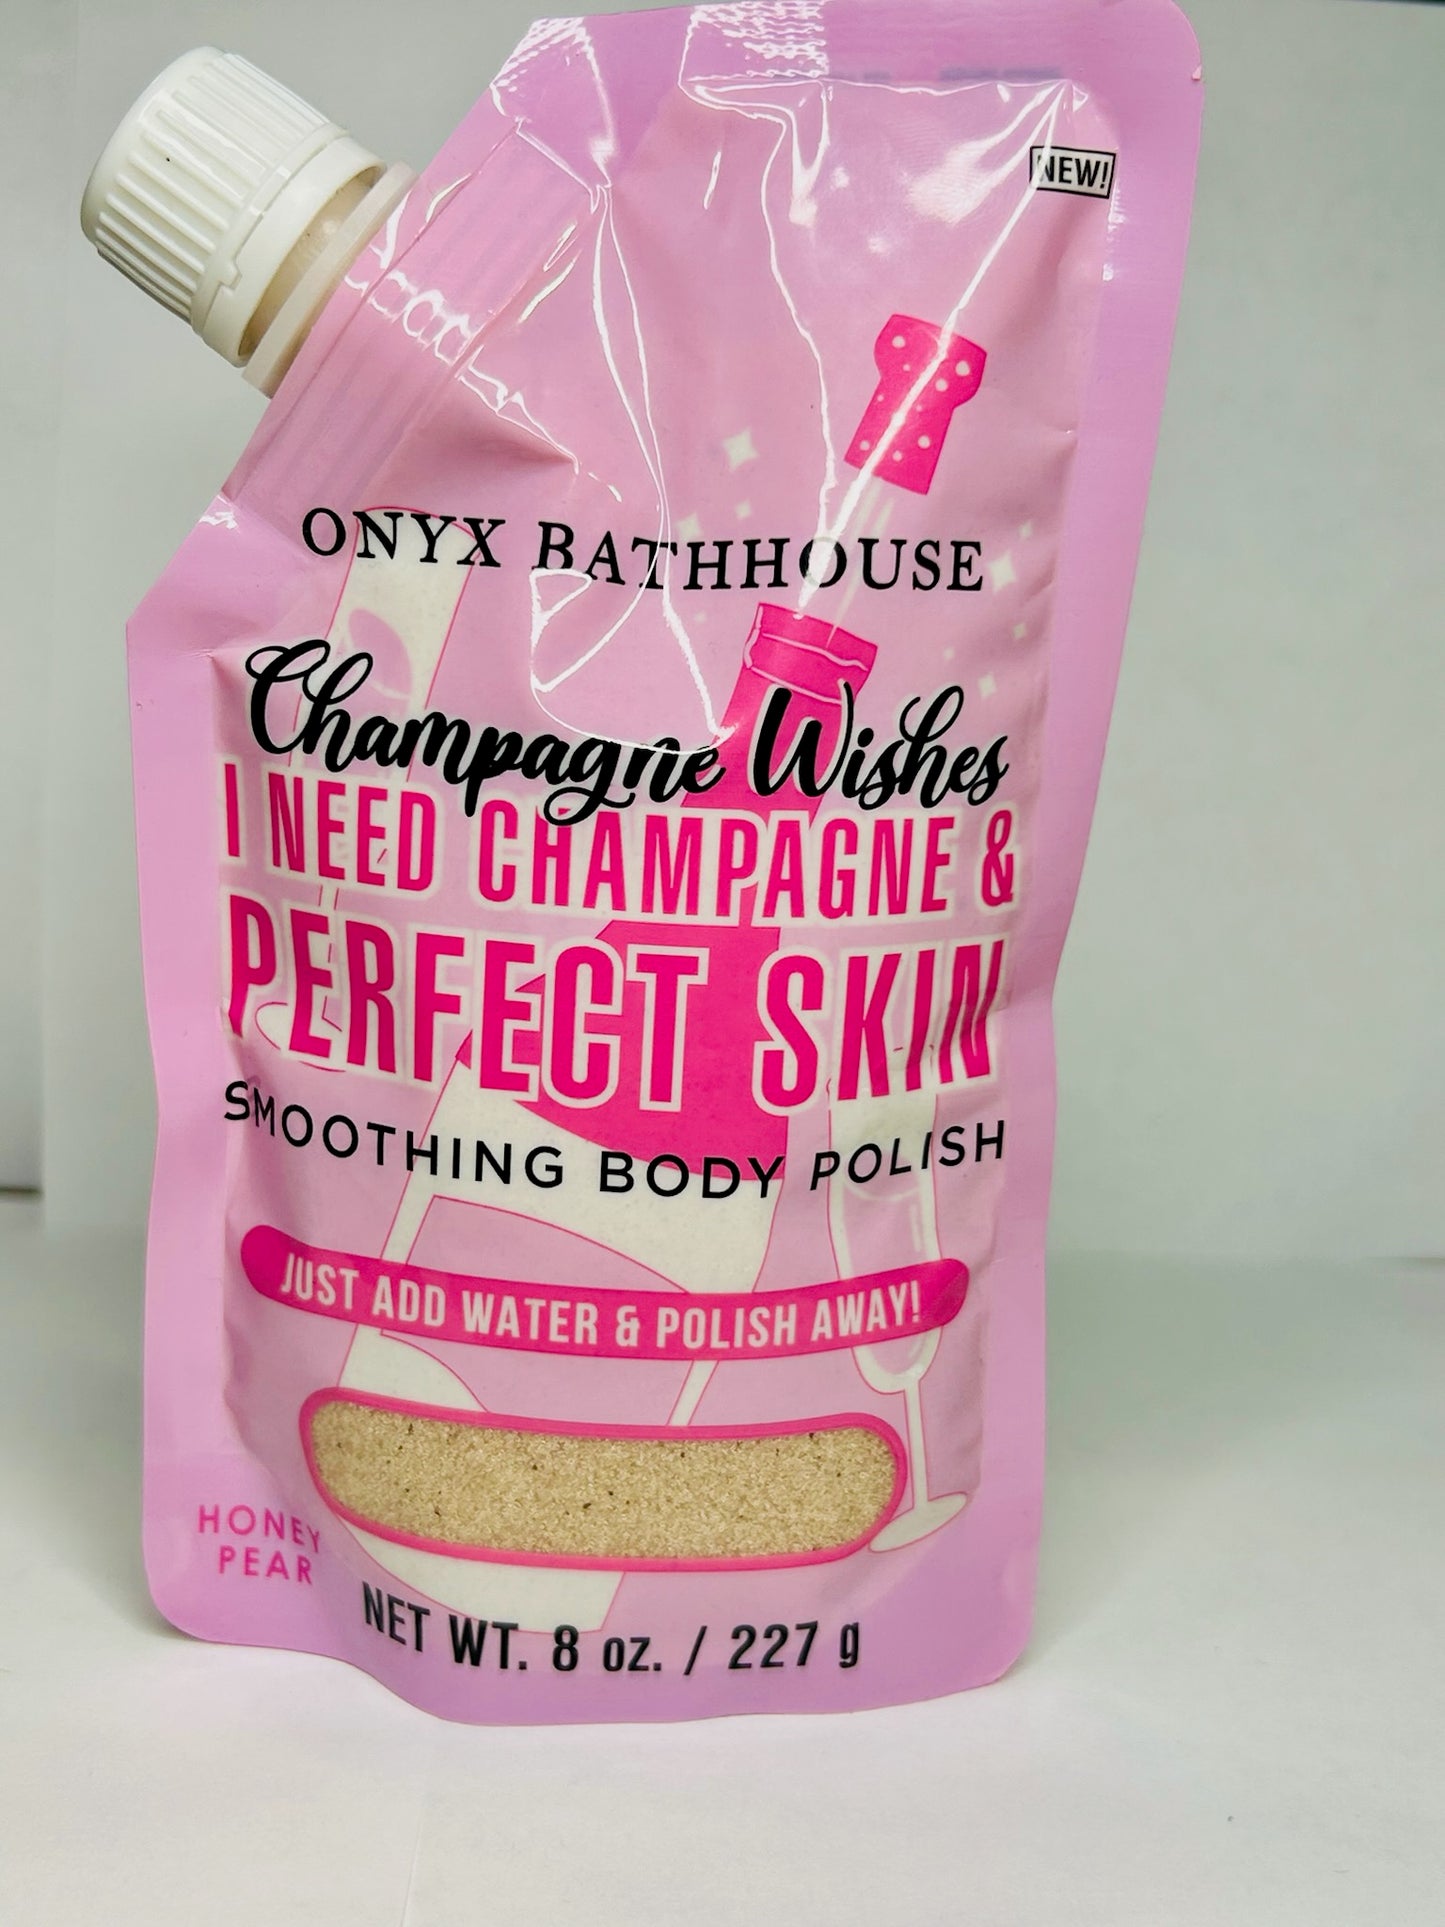 NEW!
ONYX BATHHOUSE
Champagne Wishes
I NEED CHAMPAGNE &
PERFECT SKIN
SMOOTHING BODY POLISH
JUST ADD WATER & POLISH AWAY!
HONEY
PEAR
NET WT. 8 oz. / 227 g